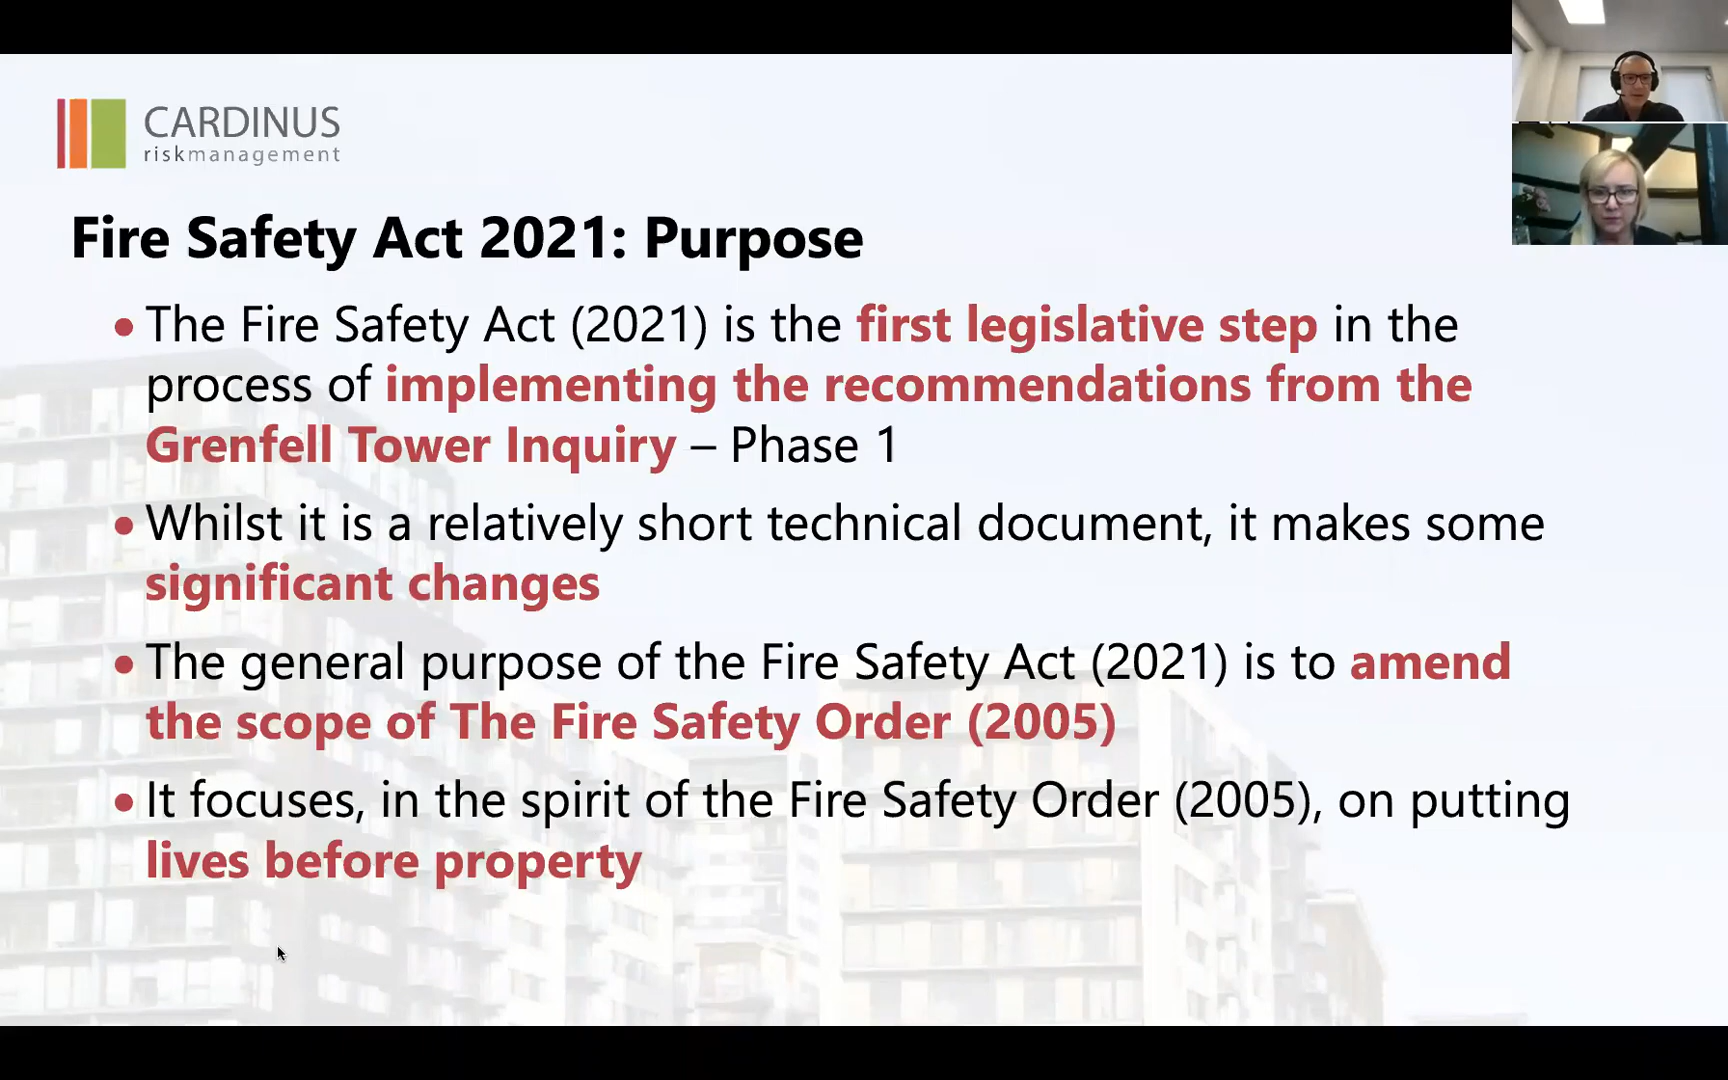 CARDINUS
riskmanagement
Fire Safety Act 2021: Purpose
• The Fire Safety Act (2021) is the first legislative step in the
process of implementing the recommendations from the
Grenfell Tower Inquiry – Phase 1
• Whilst it is a relatively short technical document, it makes some
significant changes
• The general purpose of the Fire Safety Act (2021) is to amend
the scope of The Fire Safety Order (2005)
• It focuses, in the spirit of the Fire Safety Order (2005), on putting
lives before property